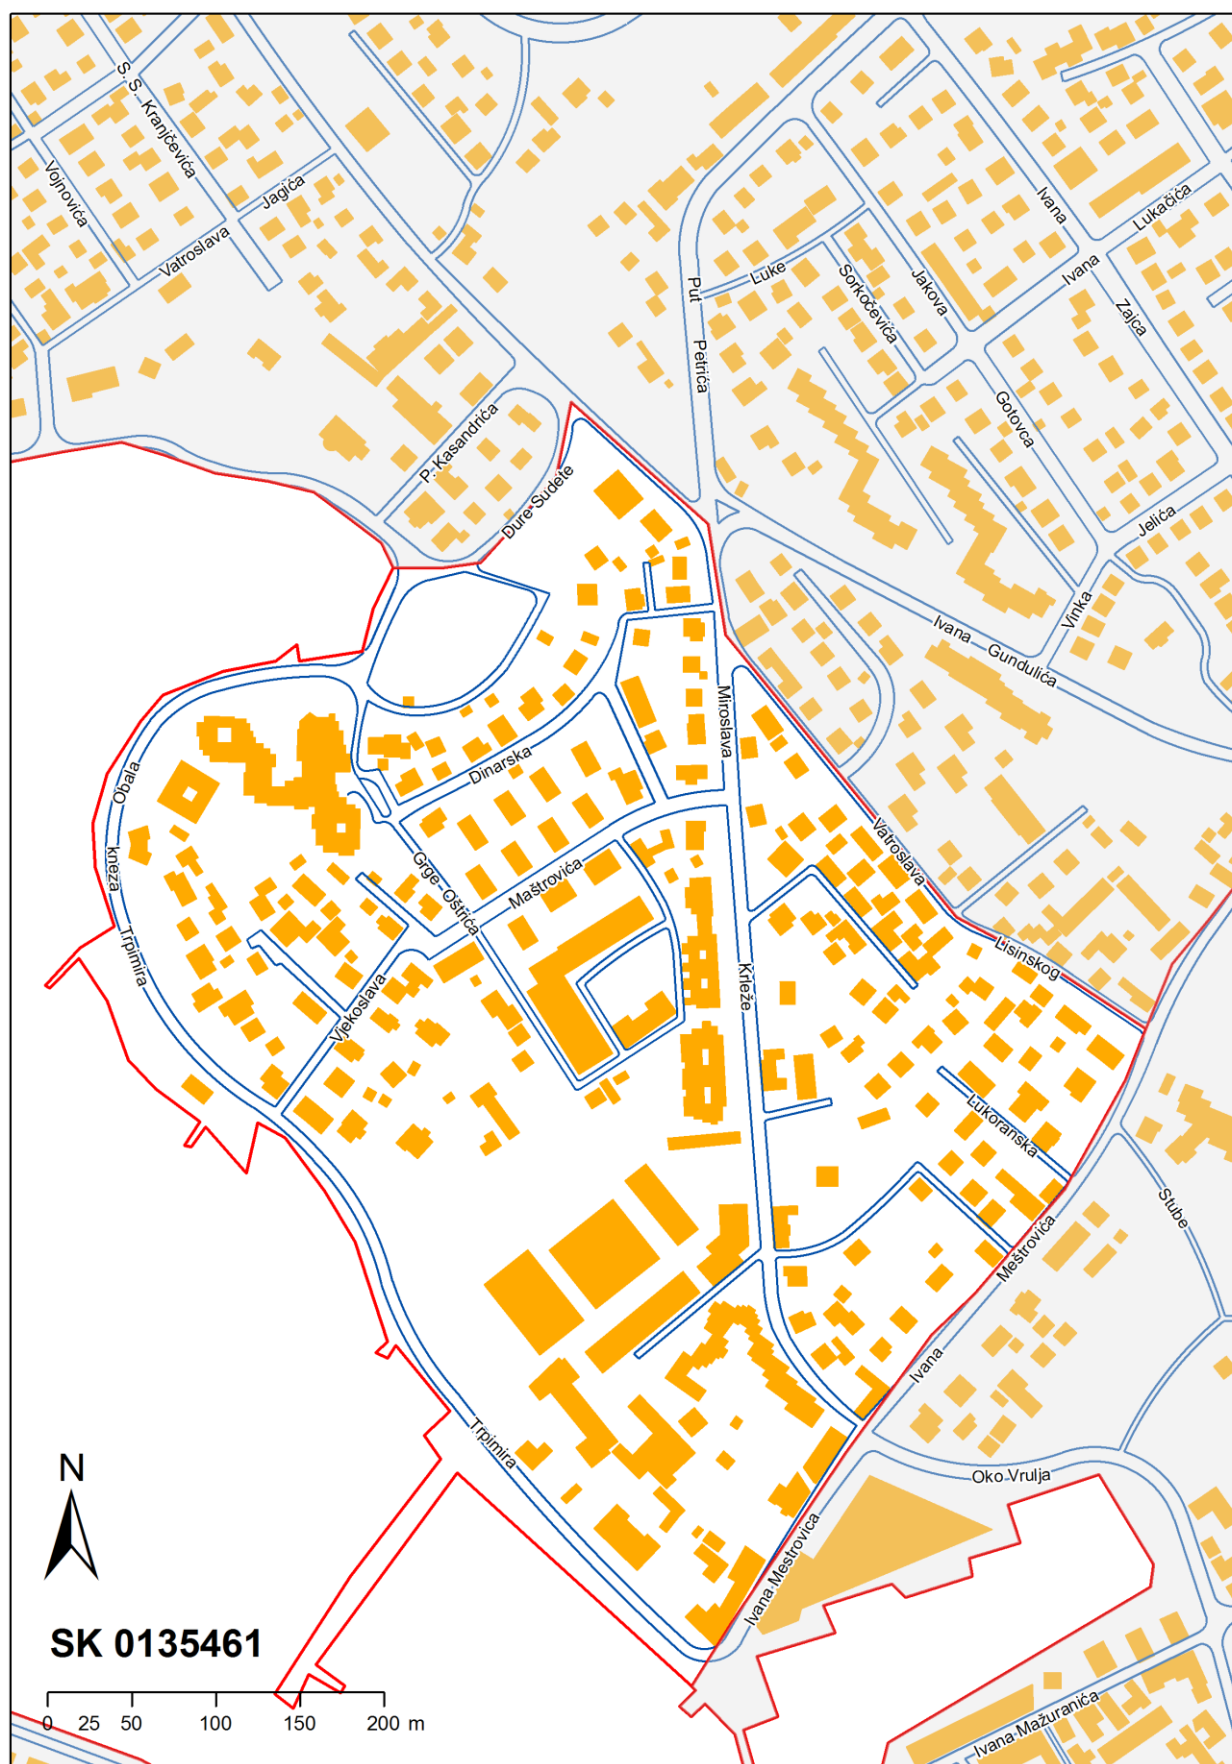 S. S. Kranjčevića
Vojnovića
Jagića
Vatroslava
Ivana
Lukačića
Ivana
Luke
Put
Petrića
Sorkočevića
Jakova
Gotovca
Zajca
P. Kasandrića
Đure Sudete
Jelića
Vinka
Ivana Gundulića
Miroslava
Dinarska
Obala
kneza
Trpimira
Vatroslava
Grge Oštrića
Maštrovića
Krleže
Lisinskog
Vjekoslava
Lukoranska
Stube
Meštrovića
Ivana
Trpimira
Oko Vrulja
Ivana Mestrovica
N
SK 0135461
0 25 50 100 150 200 m
Ivana Mažuranića